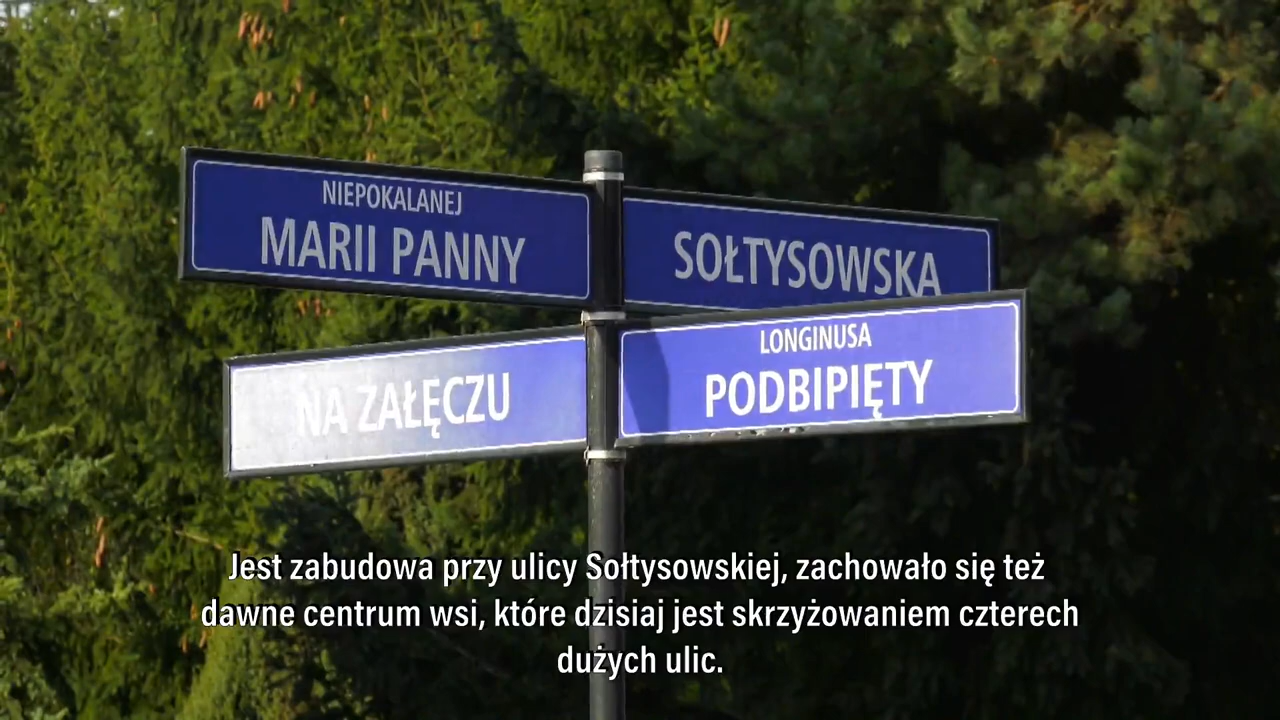 NIEPOKALANEJ
MARII PANNY
SOŁTYSOWSKA
NA ZAŁĘCZU
LONGINUSA
PODBIPIĘTY
Jest zabudowa przy ulicy Sołtysowskiej, zachowało się też
dawne centrum wsi, które dzisiaj jest skrzyżowaniem czterech
dużych ulic.